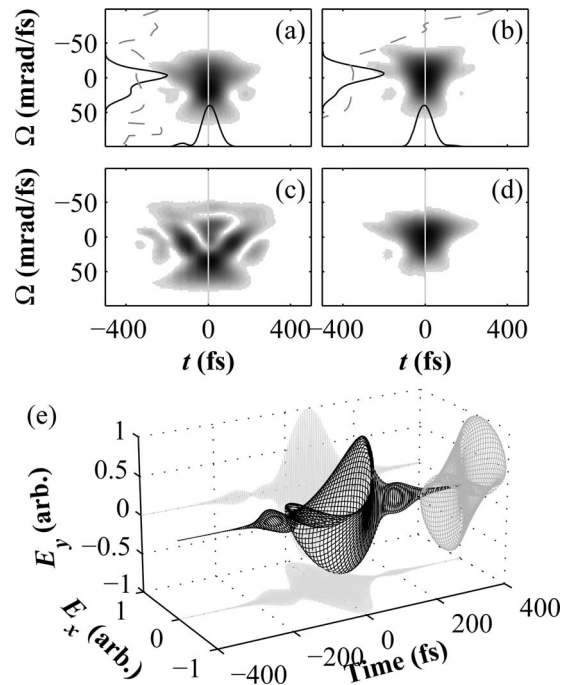 (a)
(b)
Ω (mrad/fs)
−50
0
50
(c)
(d)
Ω (mrad/fs)
−50
0
50
−400
0
400
−400
0
400
t (fs)
t (fs)
(e)
E_y (arb.)
1
0.5
0
−0.5
−1
E_x (arb.)
1
0
−1
−400
−200
0
200
400
Time (fs)